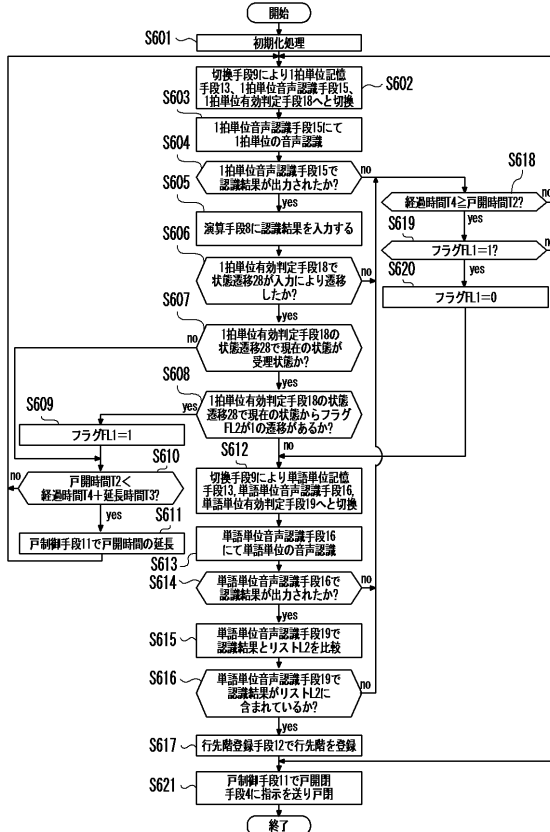 開始
S601
初期化処理
切換手段9により1拍単位記憶
手段13、1拍単位音声認識手段15、
1拍単位有効判定手段18へと切換
S602
S603
1拍単位音声認識手段15にて
1拍単位の音声認識
S604
1拍単位音声認識手段15で
認識結果が出力されたか?
no
yes
S605
演算手段8に認識結果を入力する
S606
1拍単位有効判定手段18で
状態遷移28が入力により遷移
したか?
no
yes
S607
1拍単位有効判定手段18の
状態遷移28で現在の状態が
受理状態か?
no
yes
S608
1拍単位有効判定手段18の状態
遷移28で現在の状態からフラグ
FL2が1の遷移があるか?
yes
no
S609
フラグFL1=1
S610
戸開時間T2<
経過時間T4+延長時間T3?
no
yes
S611
戸制御手段11で戸開時間の延長
S612
切換手段9により単語単位記憶
手段13,単語単位音声認識手段16,
単語単位有効判定手段19へと切換
S613
単語単位音声認識手段16
にて単語単位の音声認識
S614
単語単位音声認識手段16で
認識結果が出力されたか?
no
yes
S615
単語単位音声認識手段19で
認識結果とリストL2を比較
S616
単語単位音声認識手段19で
認識結果がリストL2に
含まれているか?
no
yes
S617
行先階登録手段12で行先階を登録
S618
経過時間T4≧戸開時間T2?
no
yes
S619
フラグFL1=1?
no
yes
S620
フラグFL1=0
S621
戸制御手段11で戸開閉
手段4に指示を送り戸閉
終了